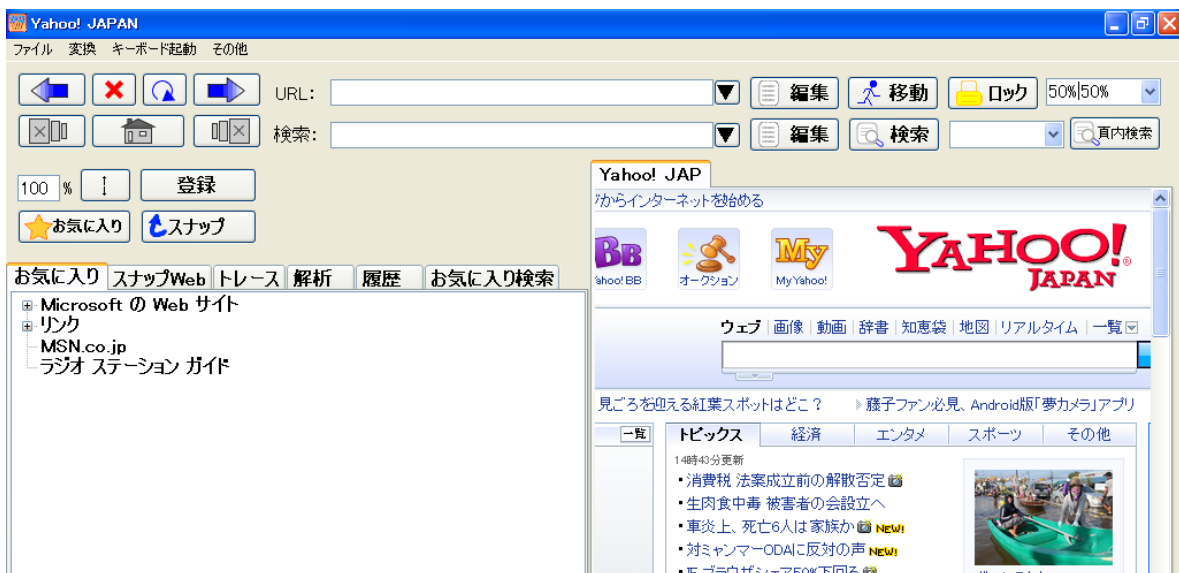 Yahoo! JAPAN
ファイル 変換 キーボード起動 その他
URL: 編集 移動 ロック 50%|50%
検索: 編集 検索 頁内検索
100 % 登録
お気に入り スナップ
お気に入り スナップWeb トレース 解析 履歴 お気に入り検索
Microsoft の Web サイト
リンク
MSN.co.jp
ラジオ ステーション ガイド
Yahoo! JAP
からインターネットを始める
BB My YAHOO!
JAPAN
ahoo! BB オークション My Yahoo!
ウェブ 画像 動画 辞書 知恵袋 地図 リアルタイム 一覧
見ごろを迎える紅葉スポットはどこ? 藤子ファン必見、Android版「夢カメラ」アプリ
一覧 トピックス 経済 エンタメ スポーツ その他
14時43分更新
・消費税 法案成立前の解散否定
・生肉食中毒 被害者の会設立へ
・車炎上、死亡6人は家族か NEW!
・対ミャンマーODAに反対の声 NEW!